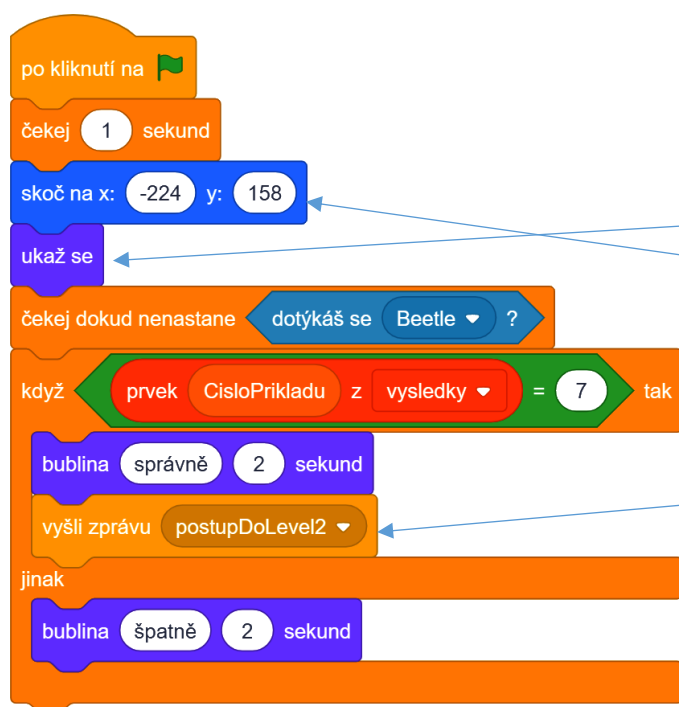 po kliknutí na
čekej 1 sekund
skoč na x: -224 y: 158
ukaž se
čekej dokud nenastane dotýkáš se Beetle ?
když prvek CisloPrikladu z vysledky = 7 tak
bublina správně 2 sekund
vyšli zprávu postupDoLevel2
jinak
bublina špatně 2 sekund